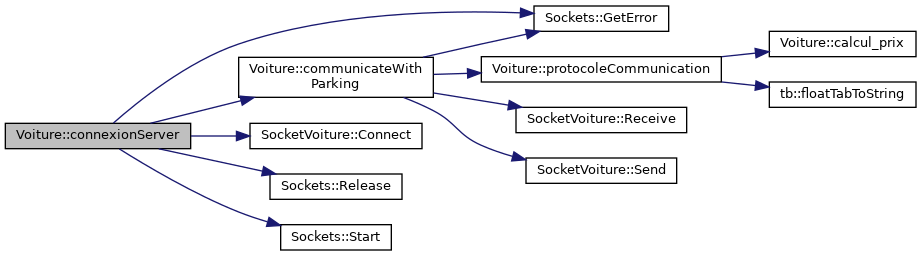 Voiture::connexionServer
Voiture::communicateWith
Parking
SocketVoiture::Connect
Sockets::Release
Sockets::Start
Sockets::GetError
Voiture::protocoleCommunication
SocketVoiture::Receive
SocketVoiture::Send
Voiture::calcul_prix
tb::floatTabToString